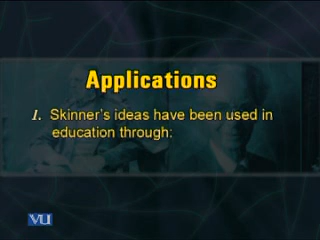 Applications
1. Skinner's ideas have been used in
education through:
VU